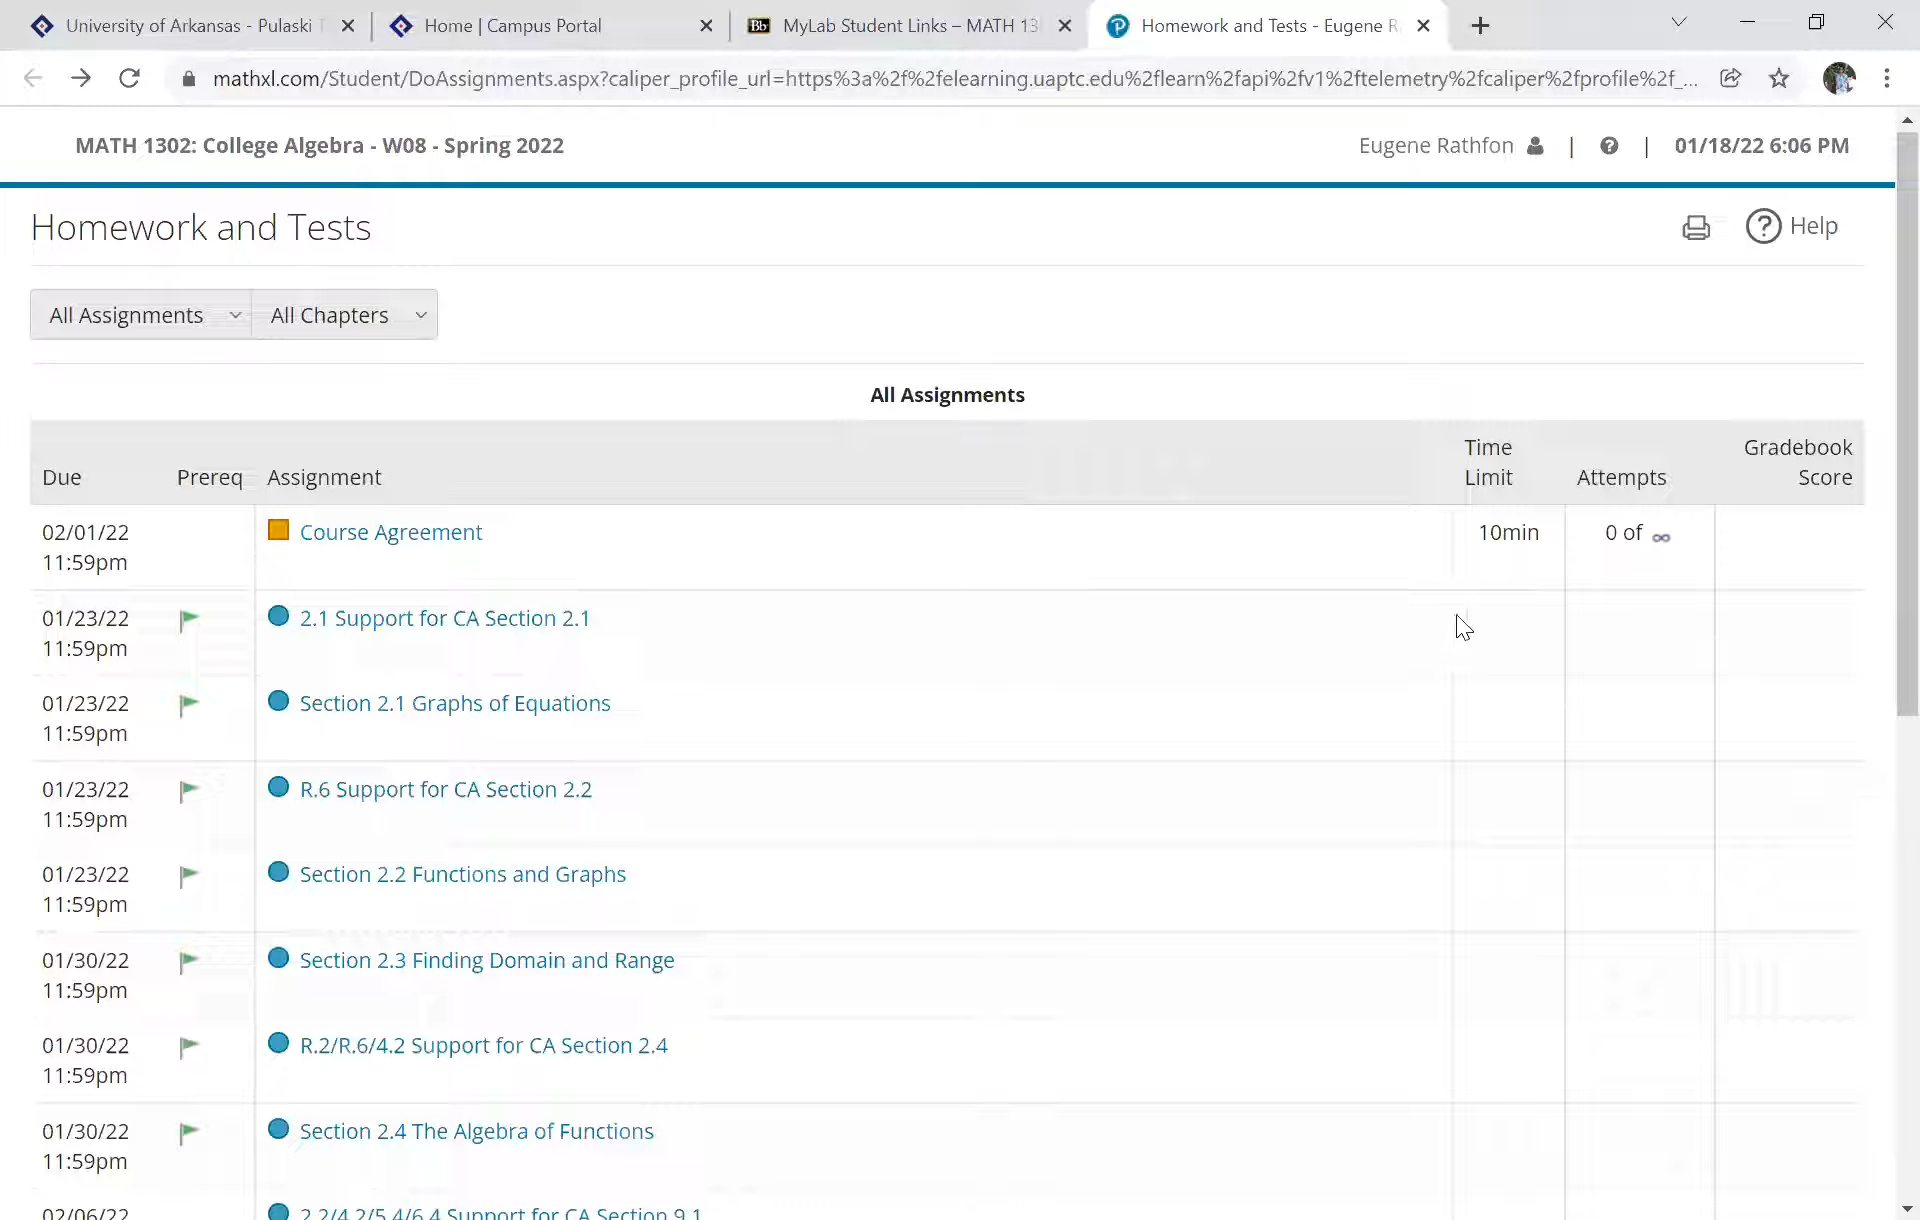 University of Arkansas - Pulaski
Home | Campus Portal
Bb MyLab Student Links – MATH 13
Homework and Tests - Eugene R
mathxl.com/Student/DoAssignments.aspx?caliper_profile_url=https%3a%2f%2felearning.uaptc.edu%2flearn%2fapi%2fv1%2ftelemetry%2fcaliper%2fprofile%2f_...
MATH 1302: College Algebra - W08 - Spring 2022
Eugene Rathfon | ? | 01/18/22 6:06 PM
Homework and Tests
? Help
All Assignments
All Chapters
All Assignments
Due Prereq Assignment Time Limit Attempts Gradebook Score
02/01/22 Course Agreement 10min 0 of ∞
11:59pm
01/23/22 2.1 Support for CA Section 2.1
11:59pm
01/23/22 Section 2.1 Graphs of Equations
11:59pm
01/23/22 R.6 Support for CA Section 2.2
11:59pm
01/23/22 Section 2.2 Functions and Graphs
11:59pm
01/30/22 Section 2.3 Finding Domain and Range
11:59pm
01/30/22 R.2/R.6/4.2 Support for CA Section 2.4
11:59pm
01/30/22 Section 2.4 The Algebra of Functions
11:59pm
02/06/22 2.2/4.2/5.4/6.4 Support for CA Section 9.1